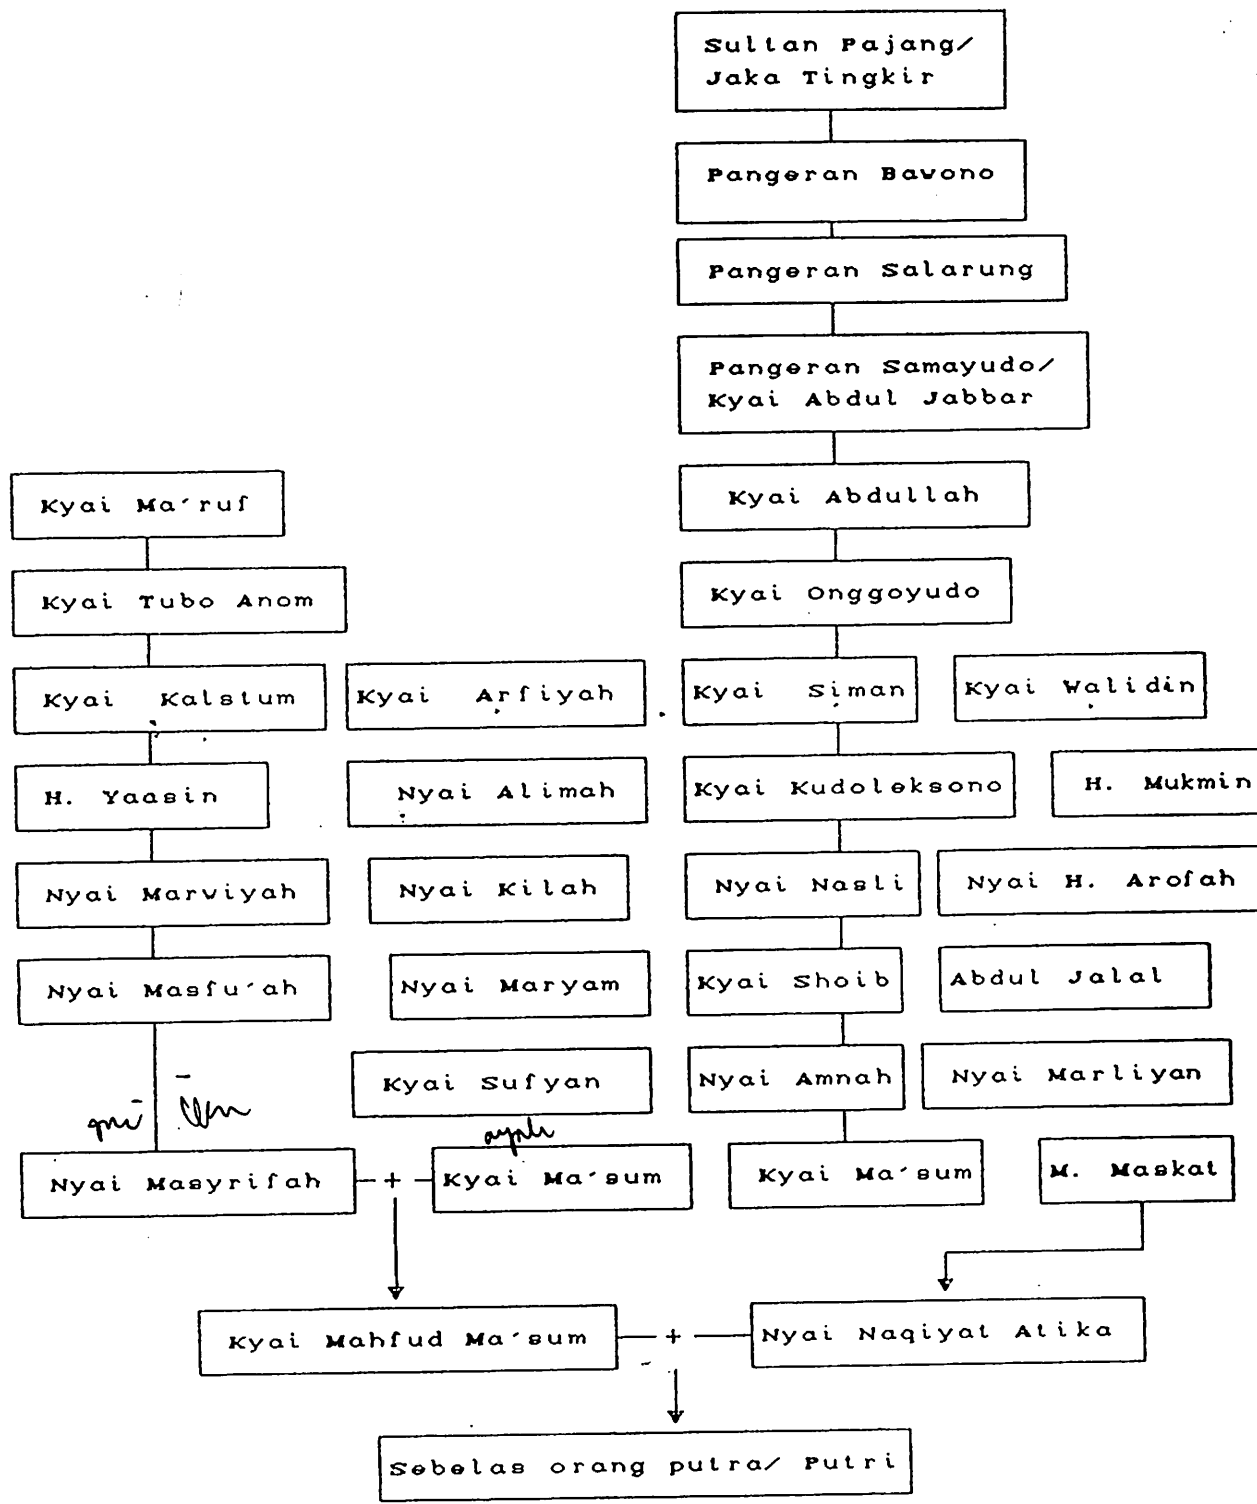 Sultan Pajang/
Jaka Tingkir
Pangeran Bawono
Pangeran Salarung
Pangeran Samayudo/
Kyai Abdul Jabbar
Kyai Ma'ruf
Kyai Abdullah
Kyai Tubo Anom
Kyai Onggoyudo
Kyai Kalstum
Kyai Arfiyah
Kyai Siman
Kyai Walidin
H. Yaasin
Nyai Alimah
Kyai Kudoleksono
H. Mukmin
Nyai Marwiyah
Nyai Kilah
Nyai Nasli
Nyai H. Arofah
Nyai Masfu'ah
Nyai Maryam
Kyai Shoib
Abdul Jalal
Kyai Sufyan
Nyai Amnah
Nyai Marliyan
ayah
Nyai Masyrifah + Kyai Ma'sum
Kyai Ma'sum
M. Maskat
Kyai Mahfud Ma'sum + Nyai Naqiyat Atika
Sebelas orang putra/ Putri